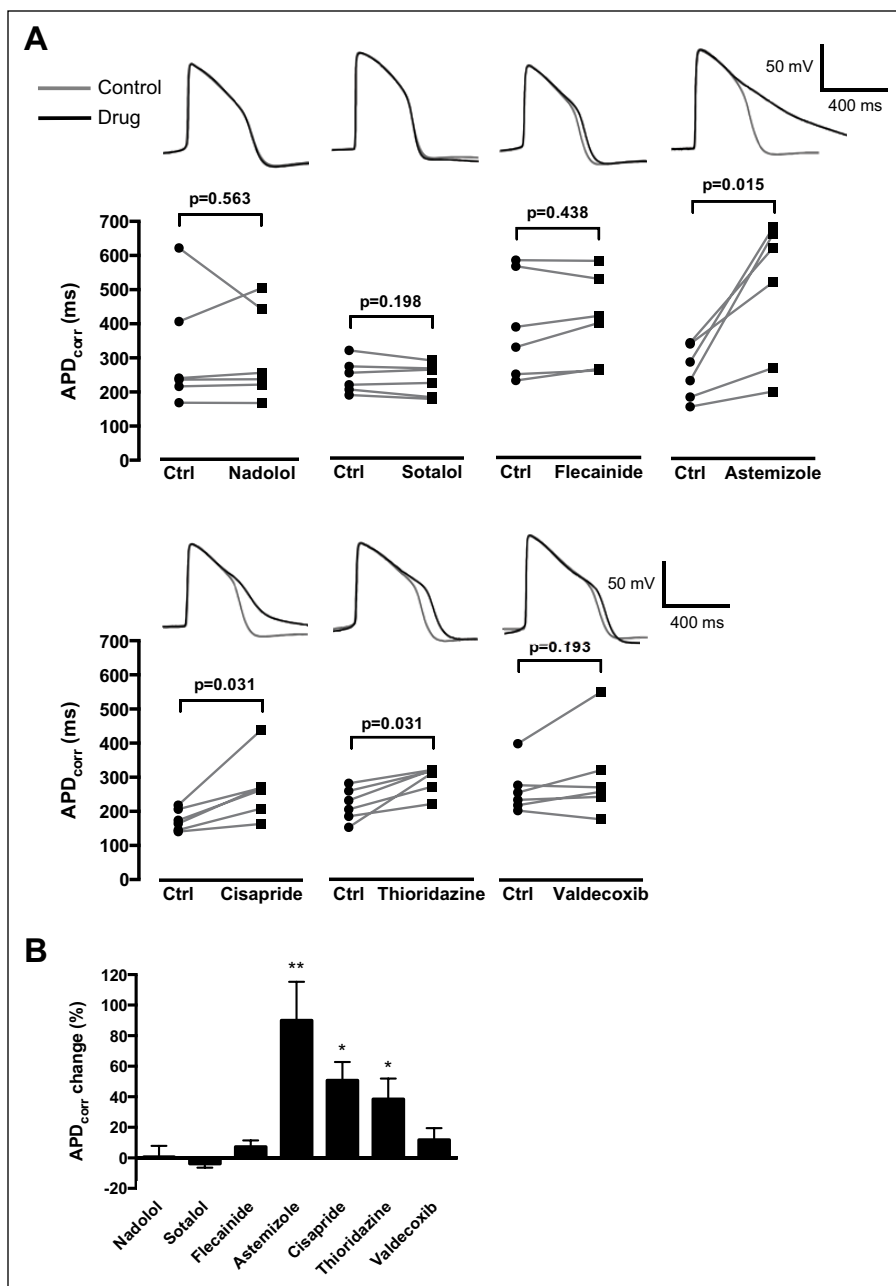 A
Control
Drug
50 mV
400 ms
p=0.563
p=0.198
p=0.438
p=0.015
APDcorr (ms)
700
600
500
400
300
200
100
0
Ctrl Nadolol
Ctrl Sotalol
Ctrl Flecainide
Ctrl Astemizole
50 mV
400 ms
p=0.031
p=0.031
p=0.193
APDcorr (ms)
700
600
500
400
300
200
100
0
Ctrl Cisapride
Ctrl Thioridazine
Ctrl Valdecoxib
B
APDcorr change (%)
120
100
80
60
40
20
0
-20
**
*
*
Nadolol
Sotalol
Flecainide
Astemizole
Cisapride
Thioridazine
Valdecoxib